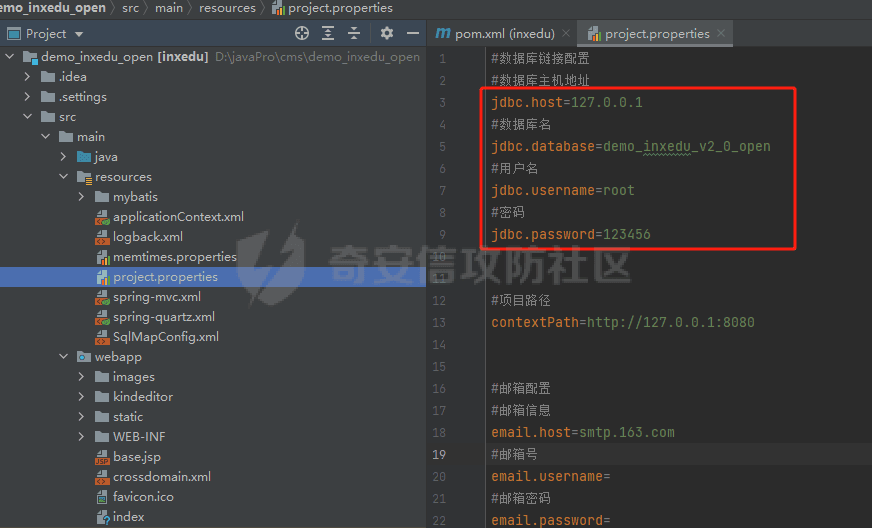 emo_inxedu_open src main resources project.properties
Project
pom.xml (inxedu)
project.properties
demo_inxedu_open [inxedu] D:\javaPro\cms\demo_inxedu_open
.idea
.settings
src
main
java
resources
mybatis
applicationContext.xml
logback.xml
memtimes.properties
project.properties
spring-mvc.xml
spring-quartz.xml
SqlMapConfig.xml
webapp
images
kindeditor
static
WEB-INF
base.jsp
crossdomain.xml
favicon.ico
index
1 #数据库链接配置
2 #数据库主机地址
3 jdbc.host=127.0.0.1
4 #数据库名
5 jdbc.database=demo_inxedu_v2_0_open
6 #用户名
7 jdbc.username=root
8 #密码
9 jdbc.password=123456
10
11
12 #项目路径
13 contextPath=http://127.0.0.1:8080
14
15
16 #邮箱配置
17 #邮箱信息
18 email.host=smtp.163.com
19 #邮箱号
20 email.username=
21 #邮箱密码
22 email.password=
奇安信攻防社区